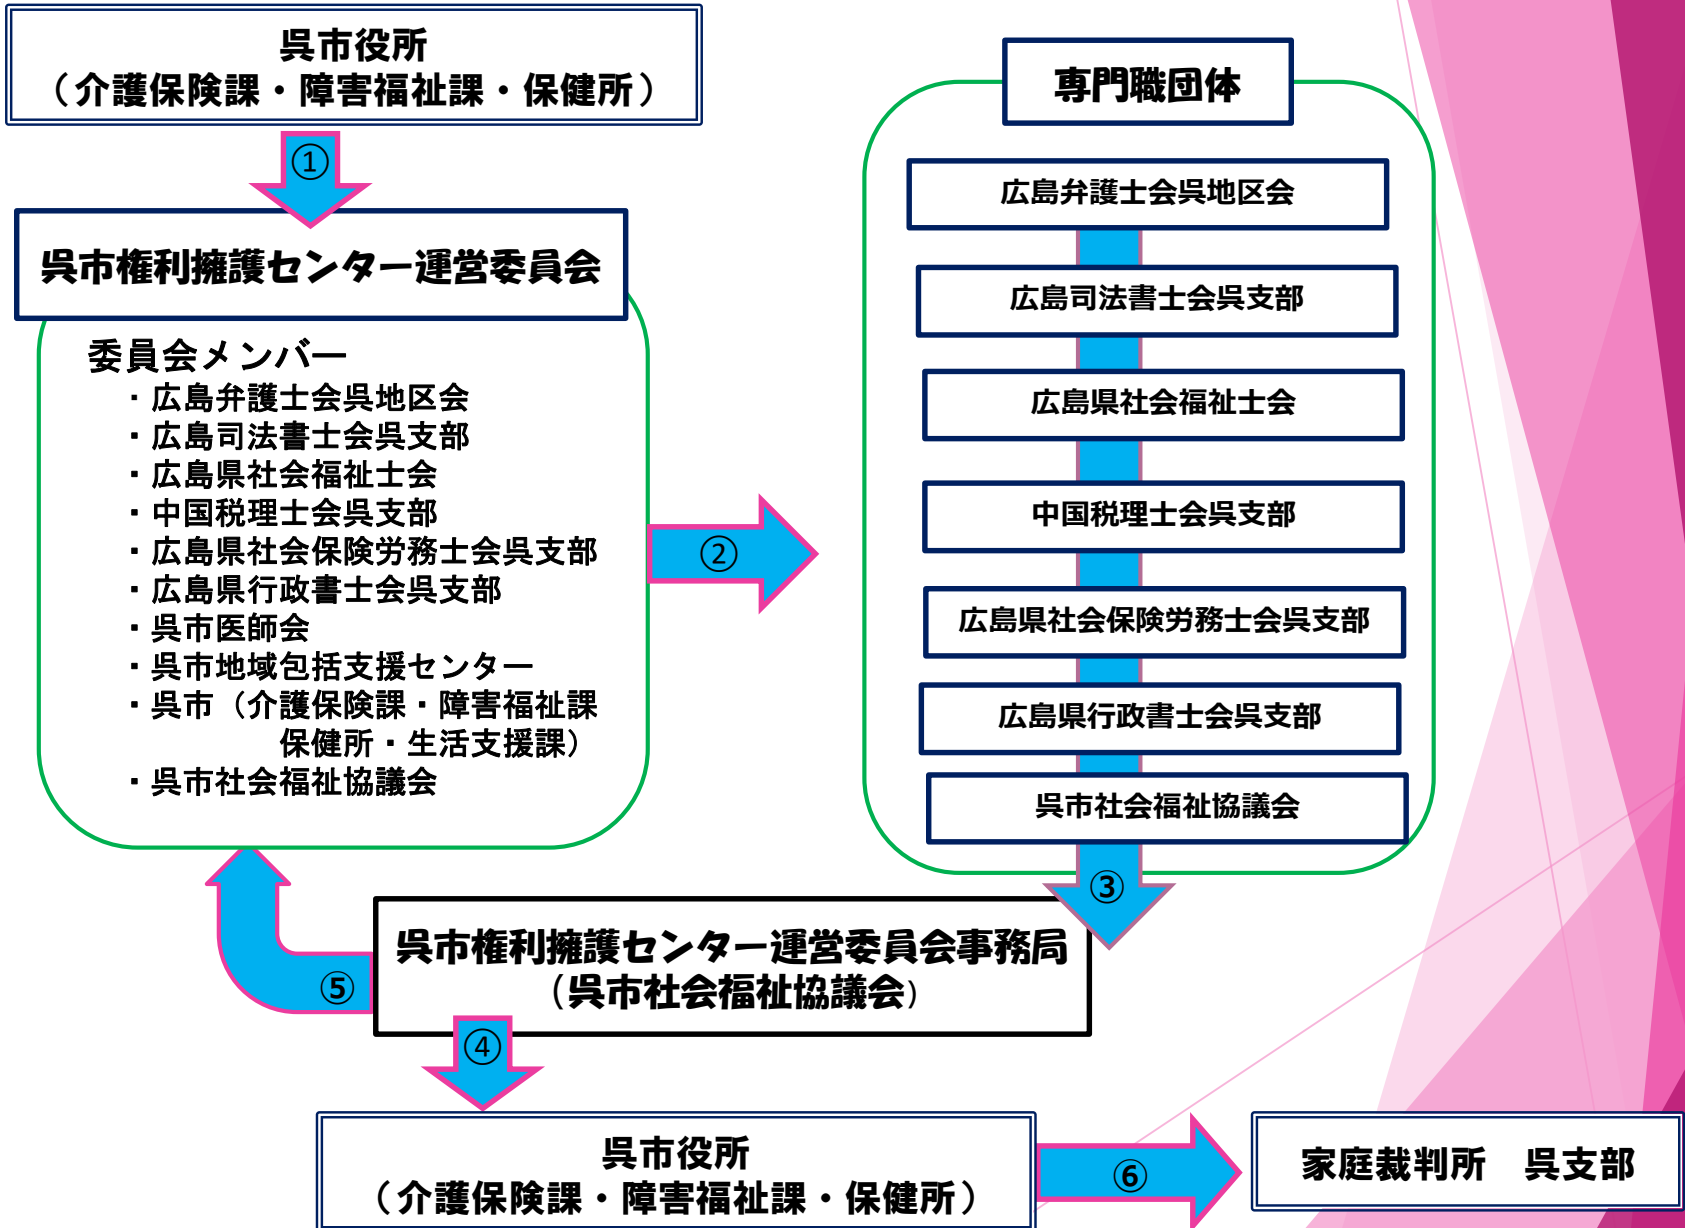 呉市役所
（介護保険課・障害福祉課・保健所）
①
呉市権利擁護センター運営委員会
委員会メンバー
・広島弁護士会呉地区会
・広島司法書士会呉支部
・広島県社会福祉士会
・中国税理士会呉支部
・広島県社会保険労務士会呉支部
・広島県行政書士会呉支部
・呉市医師会
・呉市地域包括支援センター
・呉市（介護保険課・障害福祉課
保健所・生活支援課）
・呉市社会福祉協議会
②
専門職団体
広島弁護士会呉地区会
広島司法書士会呉支部
広島県社会福祉士会
中国税理士会呉支部
広島県社会保険労務士会呉支部
広島県行政書士会呉支部
呉市社会福祉協議会
③
呉市権利擁護センター運営委員会事務局
（呉市社会福祉協議会）
⑤
④
呉市役所
（介護保険課・障害福祉課・保健所）
⑥
家庭裁判所　呉支部